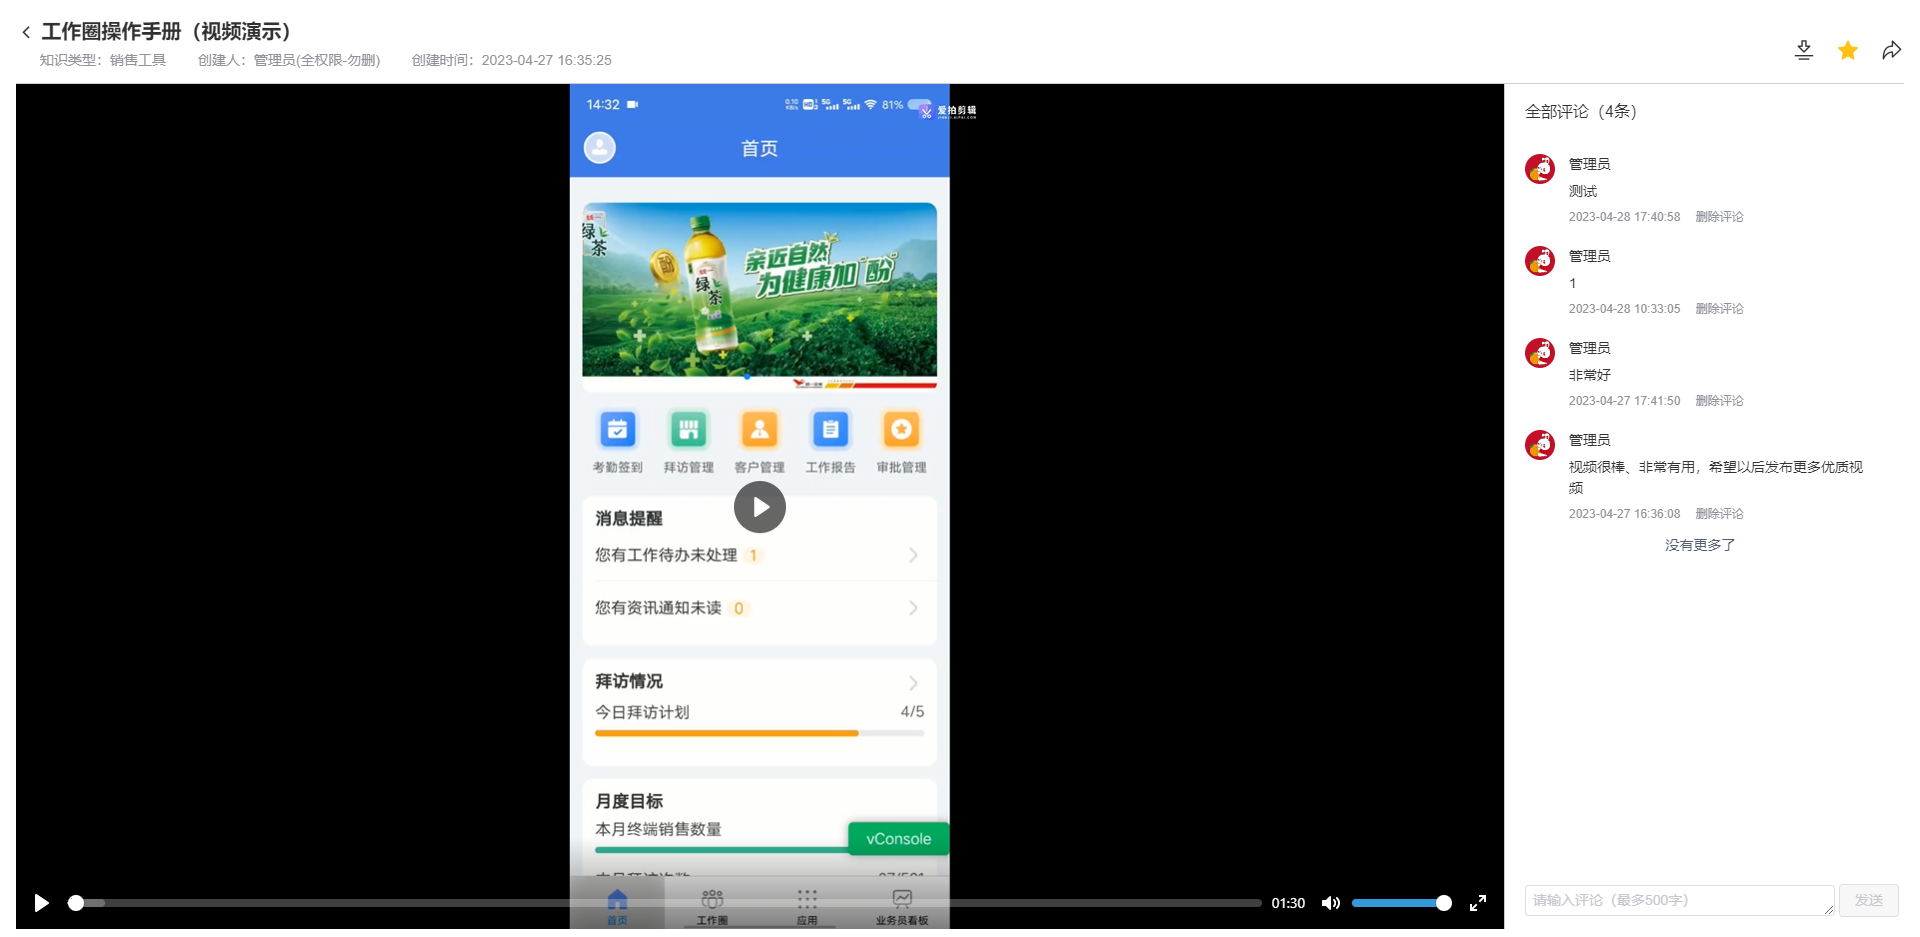 工作圈操作手册（视频演示）
知识类型：销售工具 创建人：管理员(全权限-勿删) 创建时间：2023-04-27 16:35:25
14:32 5G 5G 81%
爱拍剪辑
首页
统一
绿茶
亲近自然
为健康加“酚”
绿茶
考勤签到 拜访管理 客户管理 工作报告 审批管理
消息提醒
您有工作待办未处理 1
您有资讯通知未读 0
拜访情况
今日拜访计划 4/5
月度目标
本月终端销售数量
vConsole
首页 工作圈 应用 业务员看板
01:30
全部评论（4条）
管理员
测试
2023-04-28 17:40:58 删除评论
管理员
1
2023-04-28 10:33:05 删除评论
管理员
非常好
2023-04-27 17:41:50 删除评论
管理员
视频很棒、非常有用，希望以后发布更多优质视
频
2023-04-27 16:36:08 删除评论
没有更多了
请输入评论（最多500字） 发送